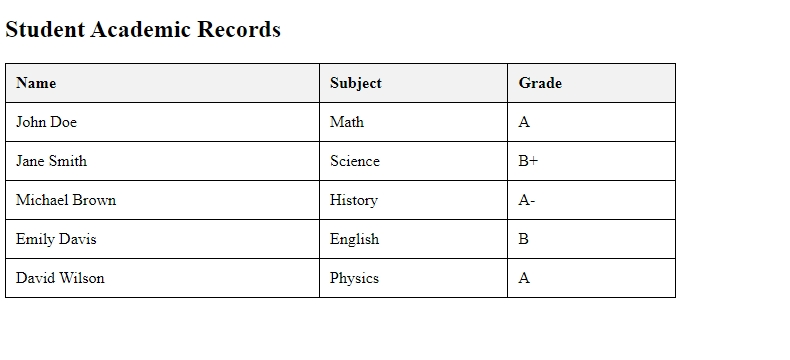 Student Academic Records
Name Subject Grade
John Doe Math A
Jane Smith Science B+
Michael Brown History A-
Emily Davis English B
David Wilson Physics A